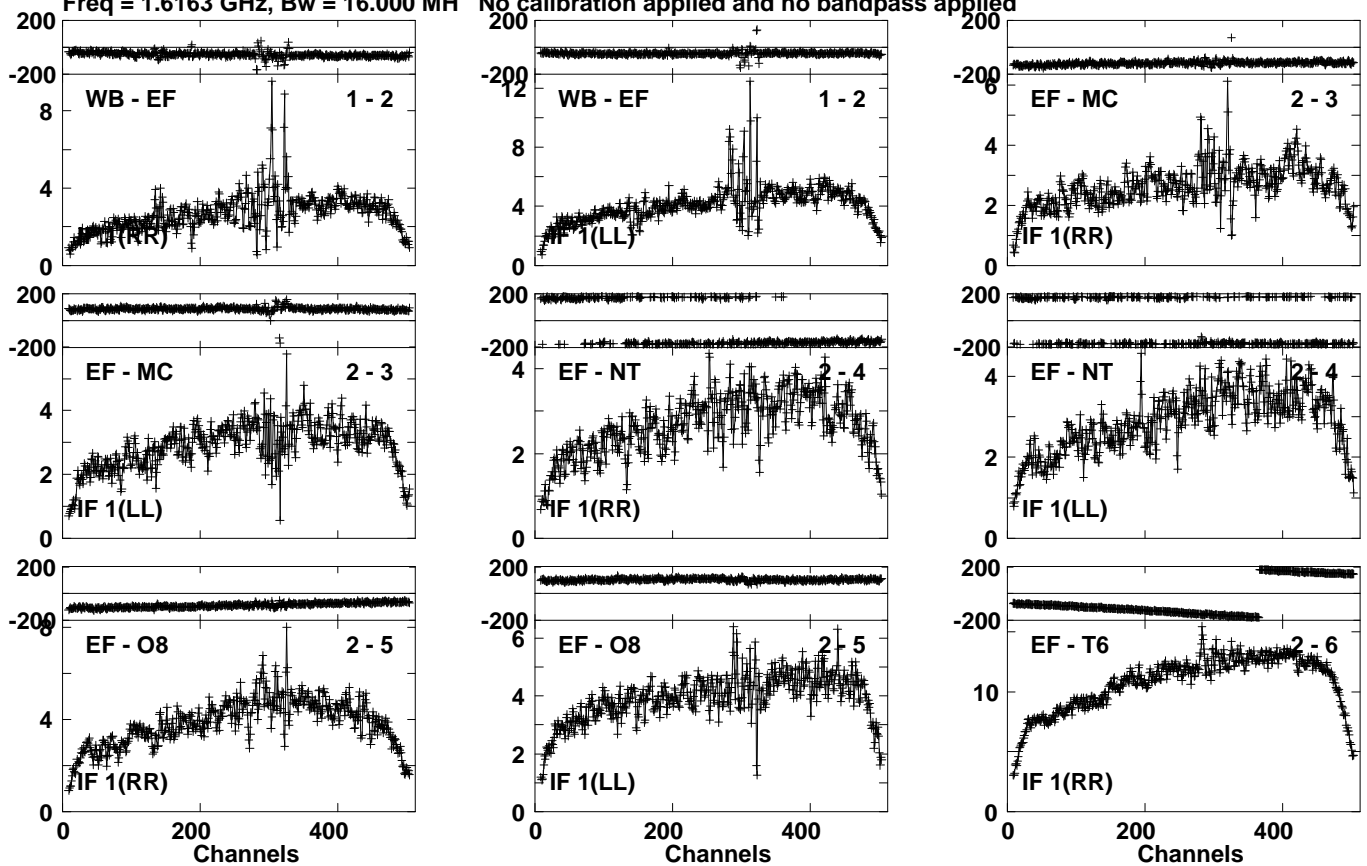 Freq = 1.6163 GHz, Bw = 16.000 MH No calibration applied and no bandpass applied
200
-200
WB - EF 1 - 2
8
4
0
IF 1(RR)
200
-200
WB - EF 1 - 2
12
8
4
0
IF 1(LL)
200
-200
EF - MC 2 - 3
6
4
2
0
IF 1(RR)
200
-200
EF - MC 2 - 3
4
2
0
IF 1(LL)
200
-200
EF - NT 2 - 4
4
2
0
IF 1(RR)
200
-200
EF - NT 2 - 4
4
2
0
IF 1(LL)
200
-200
EF - O8 2 - 5
8
4
0
IF 1(RR)
0 200 400
Channels
200
-200
EF - O8 2 - 5
6
4
2
0
IF 1(LL)
0 200 400
Channels
200
-200
EF - T6 2 - 6
10
0
IF 1(RR)
0 200 400
Channels